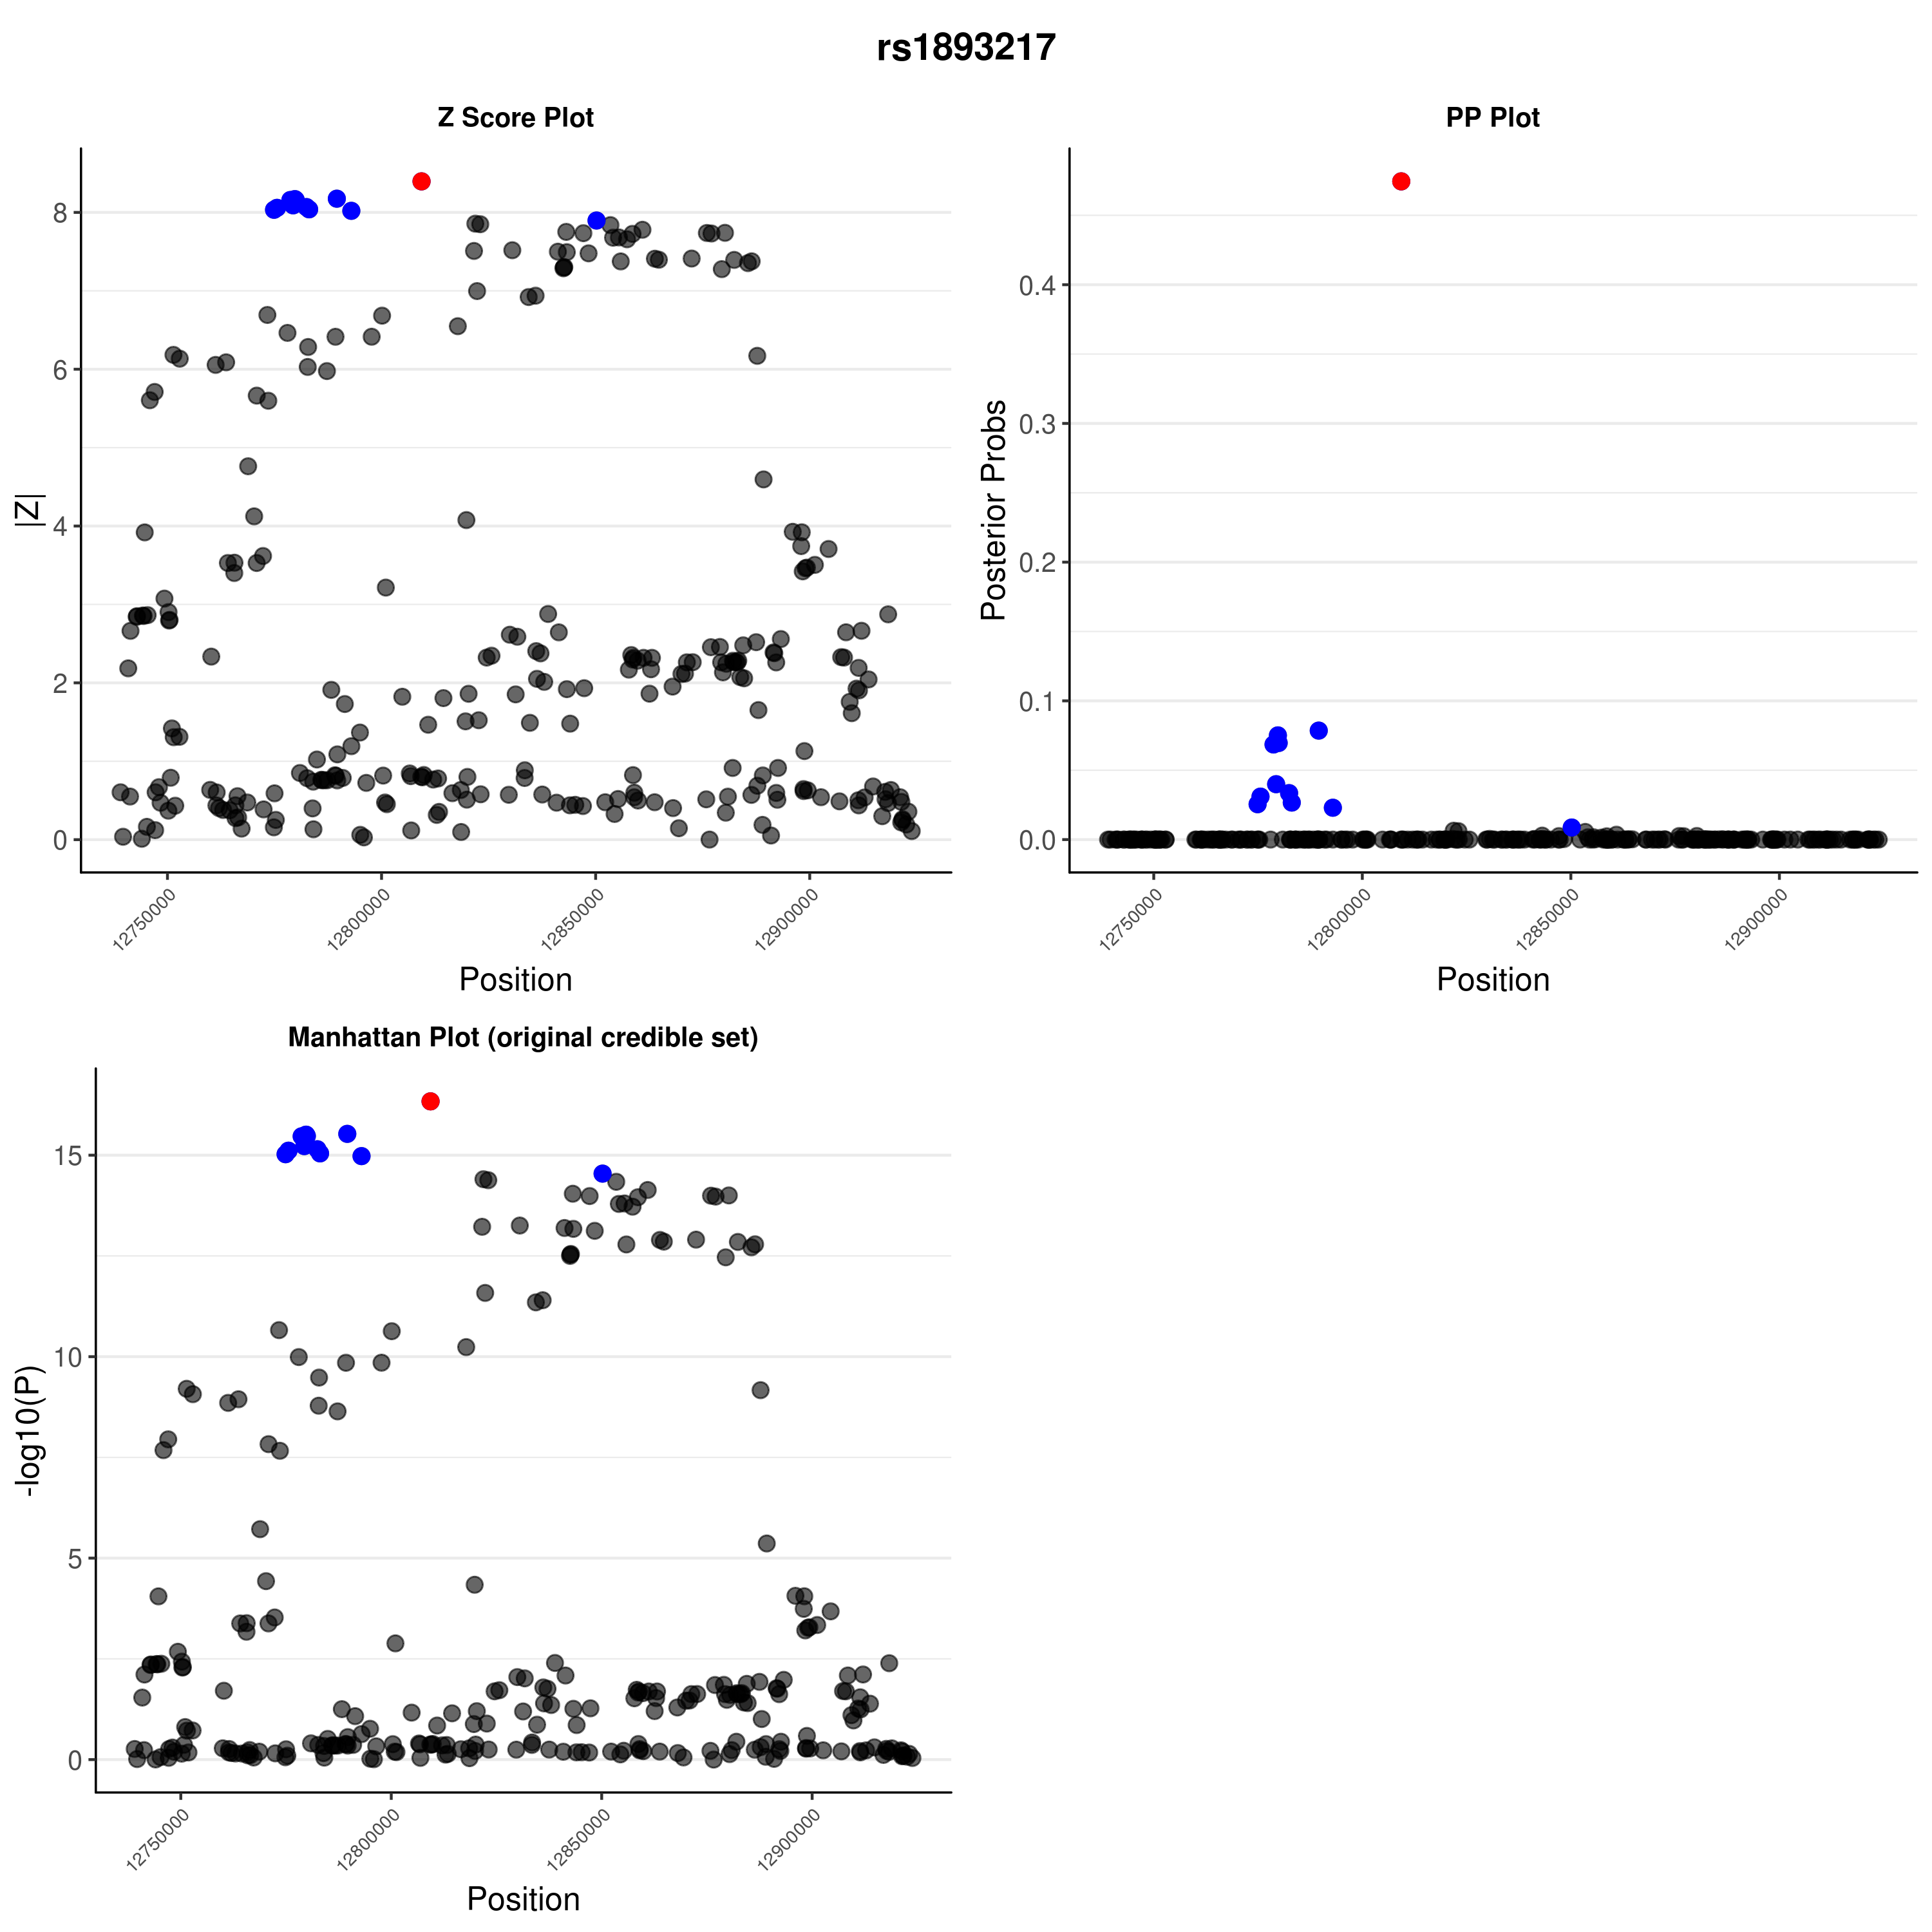 rs1893217
Z Score Plot
|Z|
8
6
4
2
0
12750000
12800000
12850000
12900000
Position
PP Plot
Posterior Probs
0.4
0.3
0.2
0.1
0.0
12750000
12800000
12850000
12900000
Position
Manhattan Plot (original credible set)
-log10(P)
15
10
5
0
12750000
12800000
12850000
12900000
Position